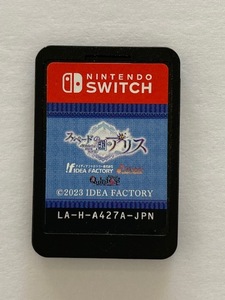 NINTENDO
SWITCH
スペードの国のアリス
IDEA FACTORY
QuinRose
©2023 IDEA FACTORY
LA-H-A427A-JPN